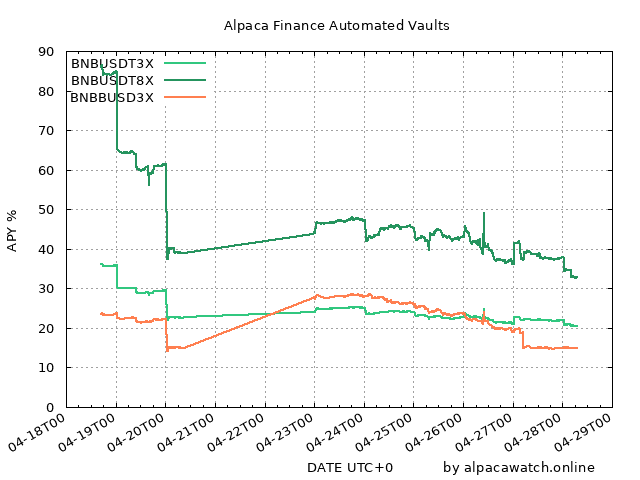 Alpaca Finance Automated Vaults
APY %
90
80
70
60
50
40
30
20
10
0
BNBUSDT3X
BNBUSDT8X
BNBBUSD3X
04-18T00 04-19T00 04-20T00 04-21T00 04-22T00 04-23T00 04-24T00 04-25T00 04-26T00 04-27T00 04-28T00 04-29T00
DATE UTC+0 by alpacawatch.online